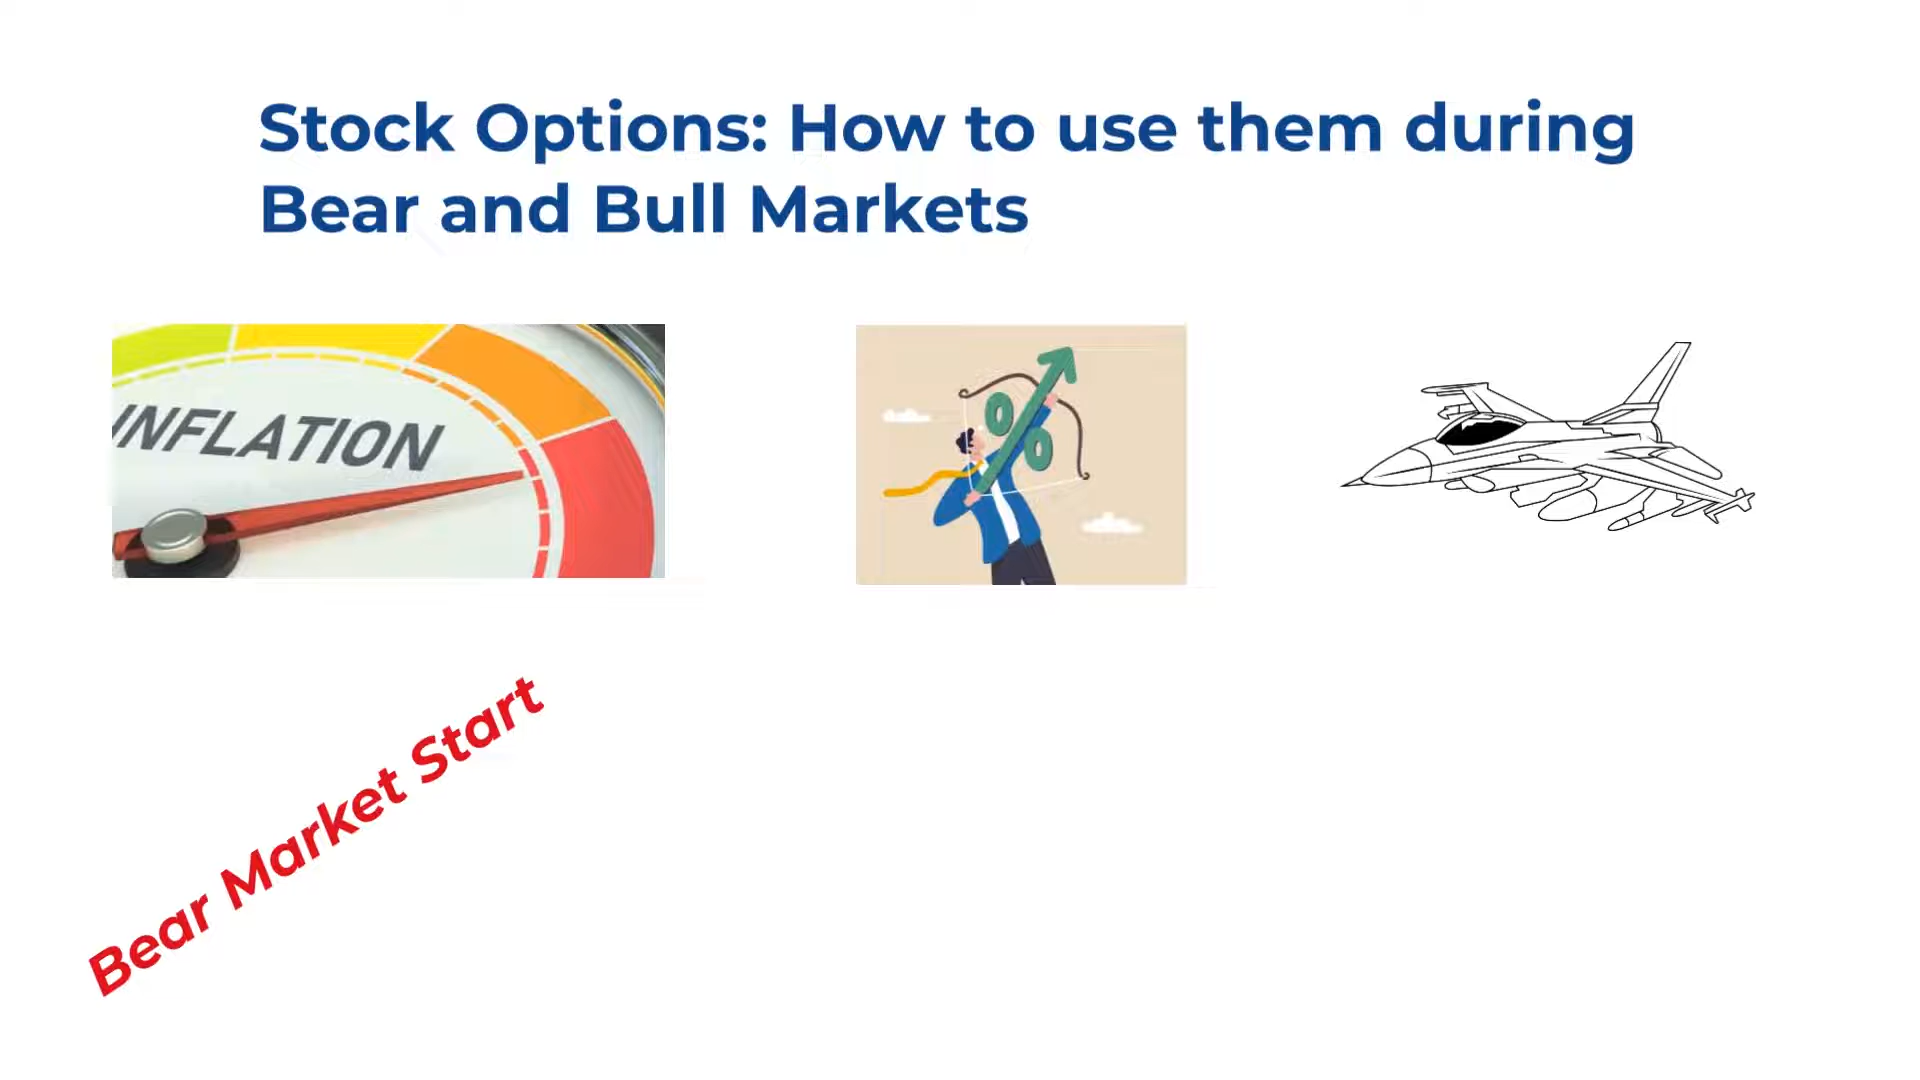 Stock Options: How to use them during
Bear and Bull Markets
INFLATION
Bear Market Start